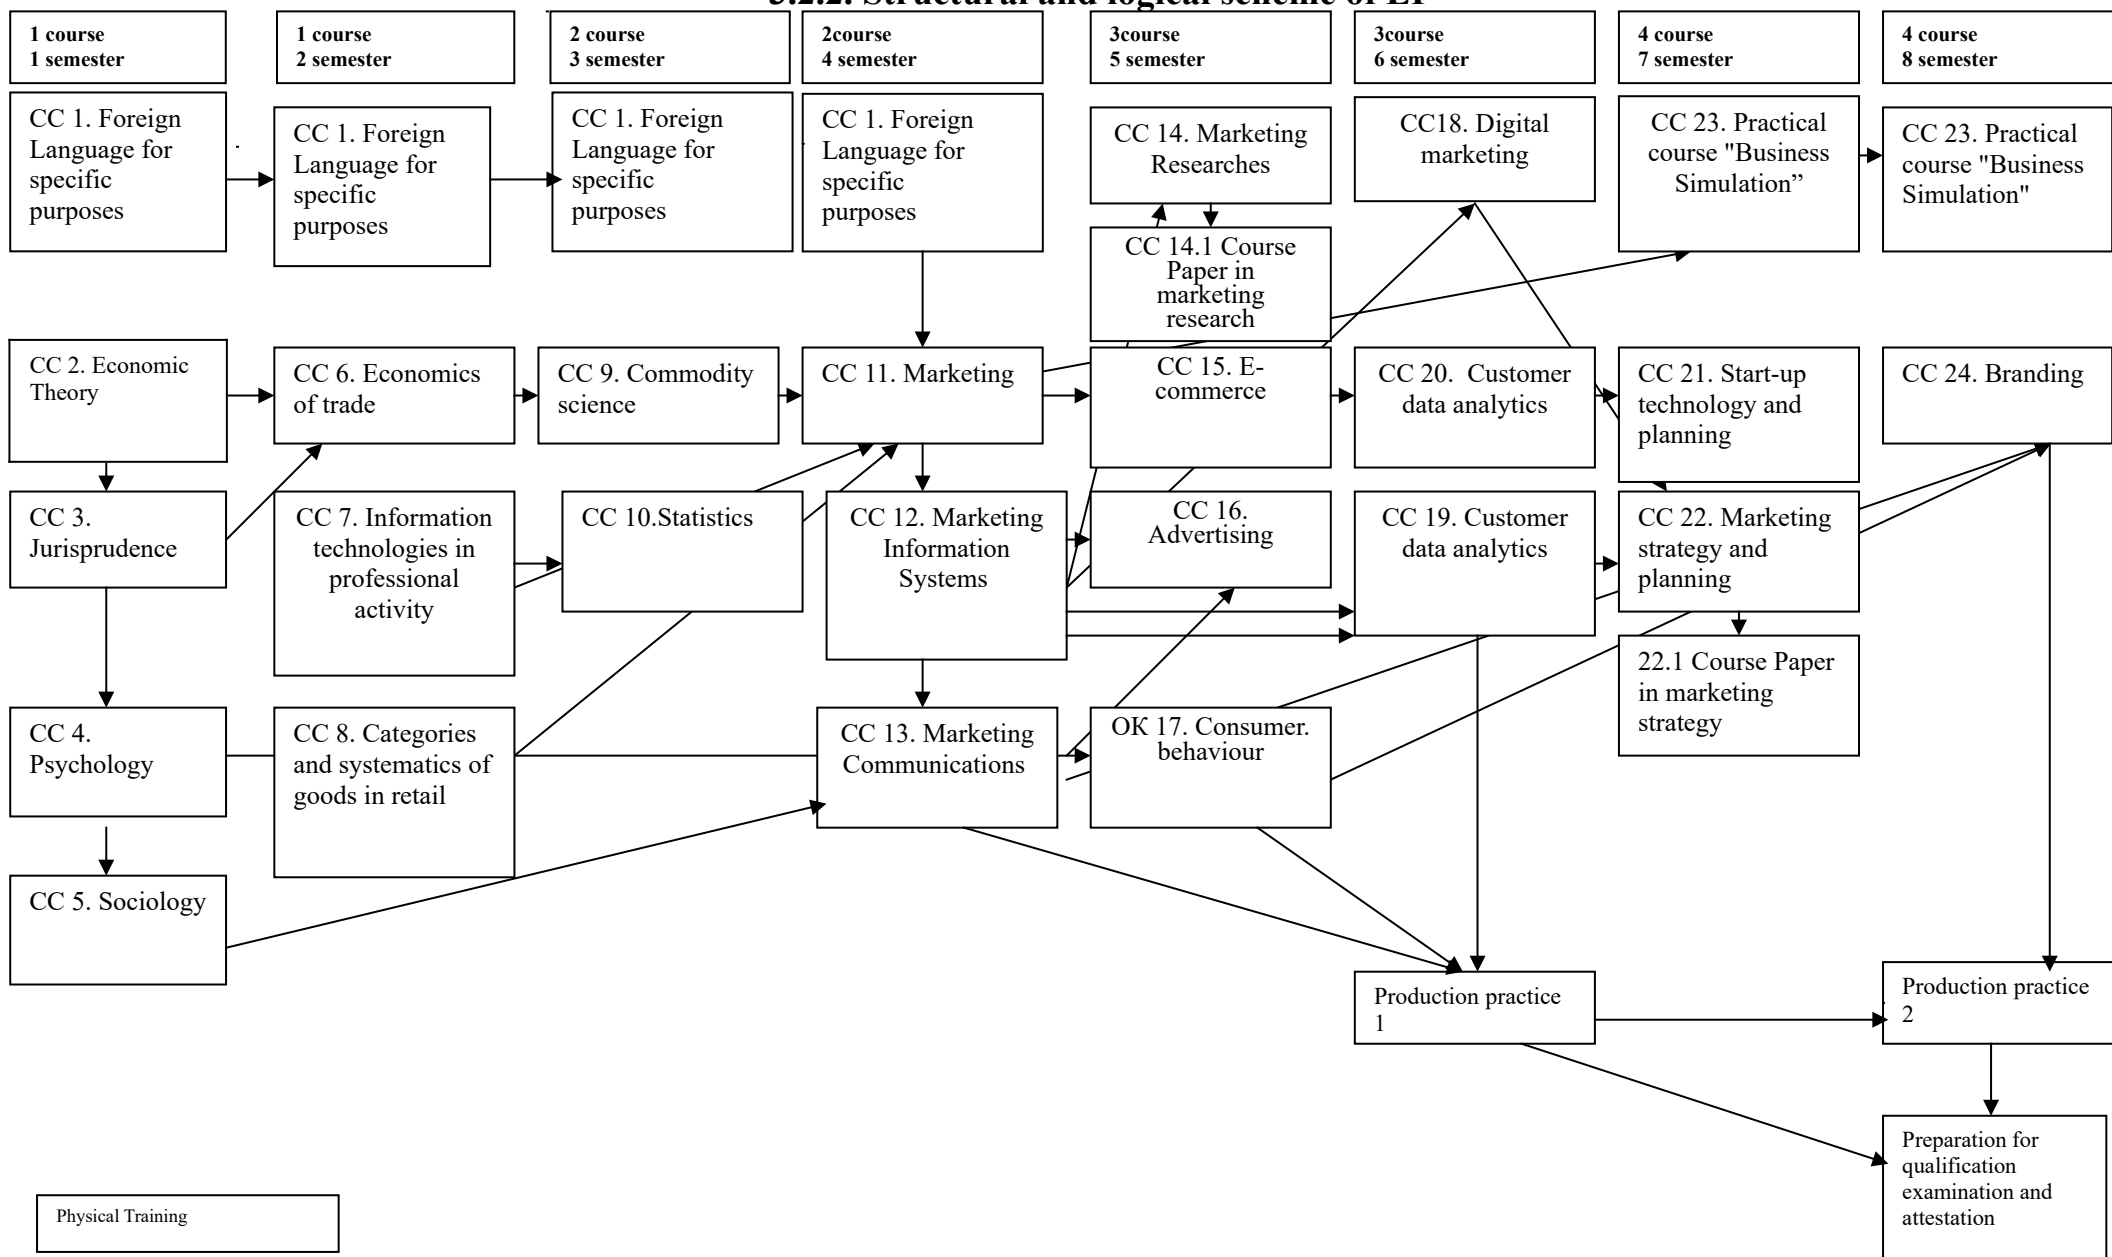 3.2.2. Structural and logical scheme of EP
1 course
1 semester
1 course
2 semester
2 course
3 semester
2course
4 semester
3course
5 semester
3course
6 semester
4 course
7 semester
4 course
8 semester
CC 1. Foreign
Language for
specific
purposes
CC 1. Foreign
Language for
specific
purposes
CC 1. Foreign
Language for
specific
purposes
CC 1. Foreign
Language for
specific
purposes
CC 14. Marketing
Researches
CC18. Digital
marketing
CC 23. Practical
course "Business
Simulation”
CC 23. Practical
course "Business
Simulation"
CC 14.1 Course
Paper in
marketing
research
CC 2. Economic
Theory
CC 6. Economics
of trade
CC 9. Commodity
science
CC 11. Marketing
CC 15. E-
commerce
CC 20. Customer
data analytics
CC 21. Start-up
technology and
planning
CC 24. Branding
CC 3.
Jurisprudence
CC 7. Information
technologies in
professional
activity
CC 10.Statistics
CC 12. Marketing
Information
Systems
CC 16.
Advertising
CC 19. Customer
data analytics
CC 22. Marketing
strategy and
planning
22.1 Course Paper
in marketing
strategy
CC 4.
Psychology
CC 8. Categories
and systematics of
goods in retail
CC 13. Marketing
Communications
OK 17. Consumer.
behaviour
CC 5. Sociology
Production practice
1
Production practice
2
Preparation for
qualification
examination and
attestation
Physical Training